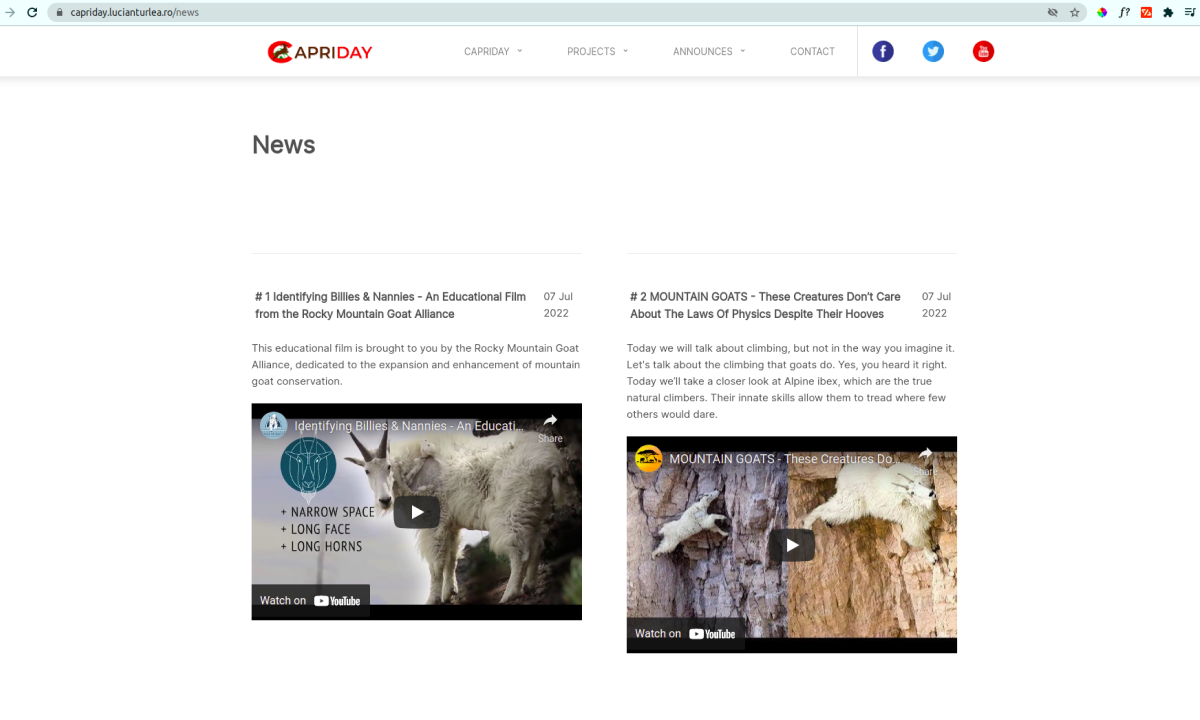 capriday.lucianturlea.ro/news
f?
CAPRIDAY
CAPRIDAY
PROJECTS
ANNOUNCES
CONTACT
News
# 1 Identifying Billies & Nannies - An Educational Film
from the Rocky Mountain Goat Alliance
07 Jul
2022
This educational film is brought to you by the Rocky Mountain Goat
Alliance, dedicated to the expansion and enhancement of mountain
goat conservation.
Identifying Billies & Nannies - An Educati...
Share
+ NARROW SPACE
+ LONG FACE
+ LONG HORNS
Watch on YouTube
# 2 MOUNTAIN GOATS - These Creatures Don't Care
About The Laws Of Physics Despite Their Hooves
07 Jul
2022
Today we will talk about climbing, but not in the way you imagine it.
Let's talk about the climbing that goats do. Yes, you heard it right.
Today we'll take a closer look at Alpine ibex, which are the true
natural climbers. Their innate skills allow them to tread where few
others would dare.
MOUNTAIN GOATS - These Creatures Do...
Share
Watch on YouTube